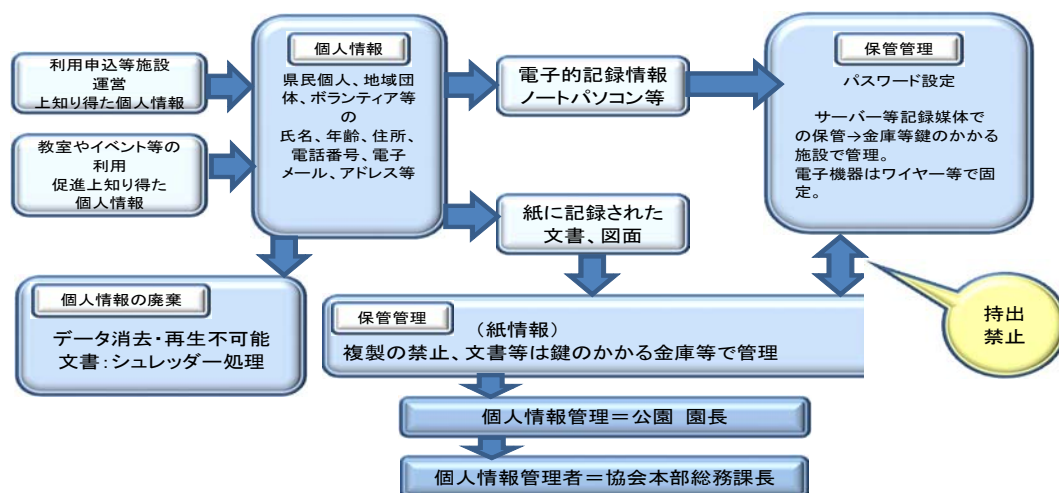 利用申込等施設
運営
上知り得た個人情報
教室やイベント等の
利用
促進上知り得た
個人情報
個人情報
県民個人、地域団
体、ボランティア等
の
氏名、年齢、住所、
電話番号、電子
メール、アドレス等
電子的記録情報
ノートパソコン等
紙に記録された
文書、図面
保管管理
パスワード設定
サーバー等記録媒体で
の保管→金庫等鍵のかかる
施設で管理。
電子機器はワイヤー等で固
定。
持出
禁止
個人情報の廃棄
データ消去・再生不可能
文書:シュレッダー処理
保管管理
(紙情報)
複製の禁止、文書等は鍵のかかる金庫等で管理
個人情報管理=公園 園長
個人情報管理者=協会本部総務課長